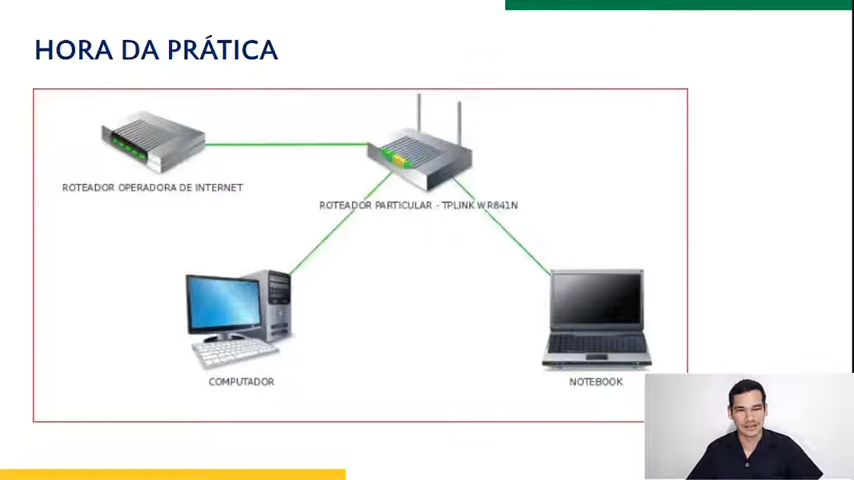 HORA DA PRÁTICA
ROTEADOR OPERADORA DE INTERNET
ROTEADOR PARTICULAR - TPLINK WR841N
COMPUTADOR
NOTEBOOK